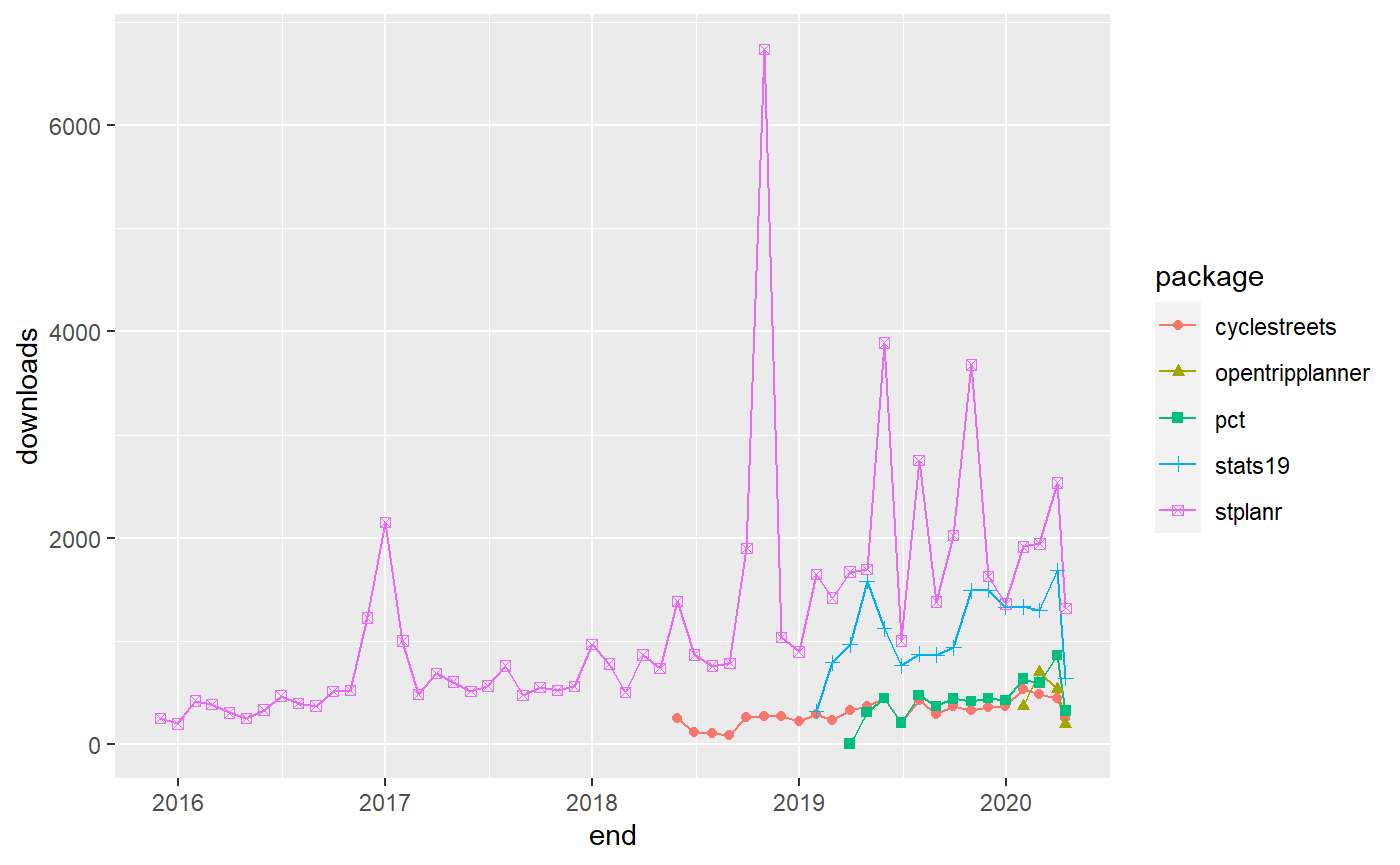 downloads
6000
4000
2000
0
2016 2017 2018 2019 2020
end
package
cyclestreets
opentripplanner
pct
stats19
stplanr